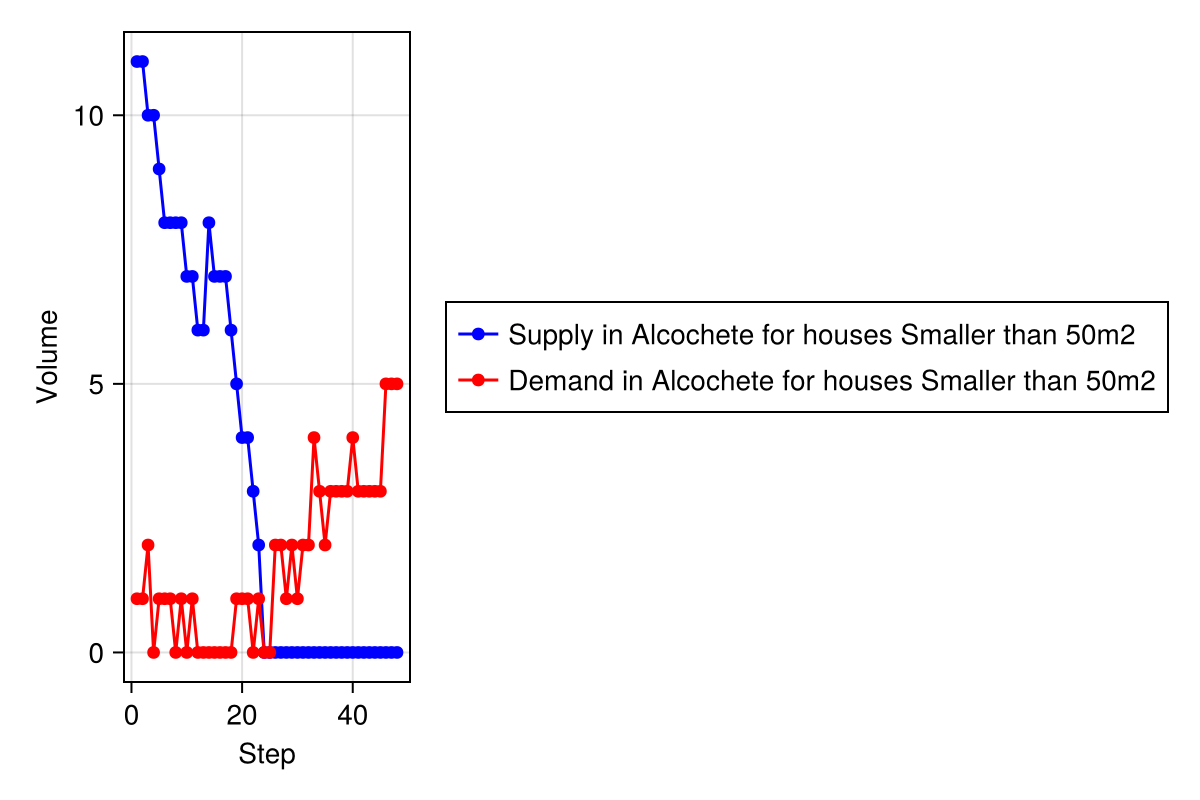 Volume
10
5
0
0 20 40
Step
Supply in Alcochete for houses Smaller than 50m2
Demand in Alcochete for houses Smaller than 50m2